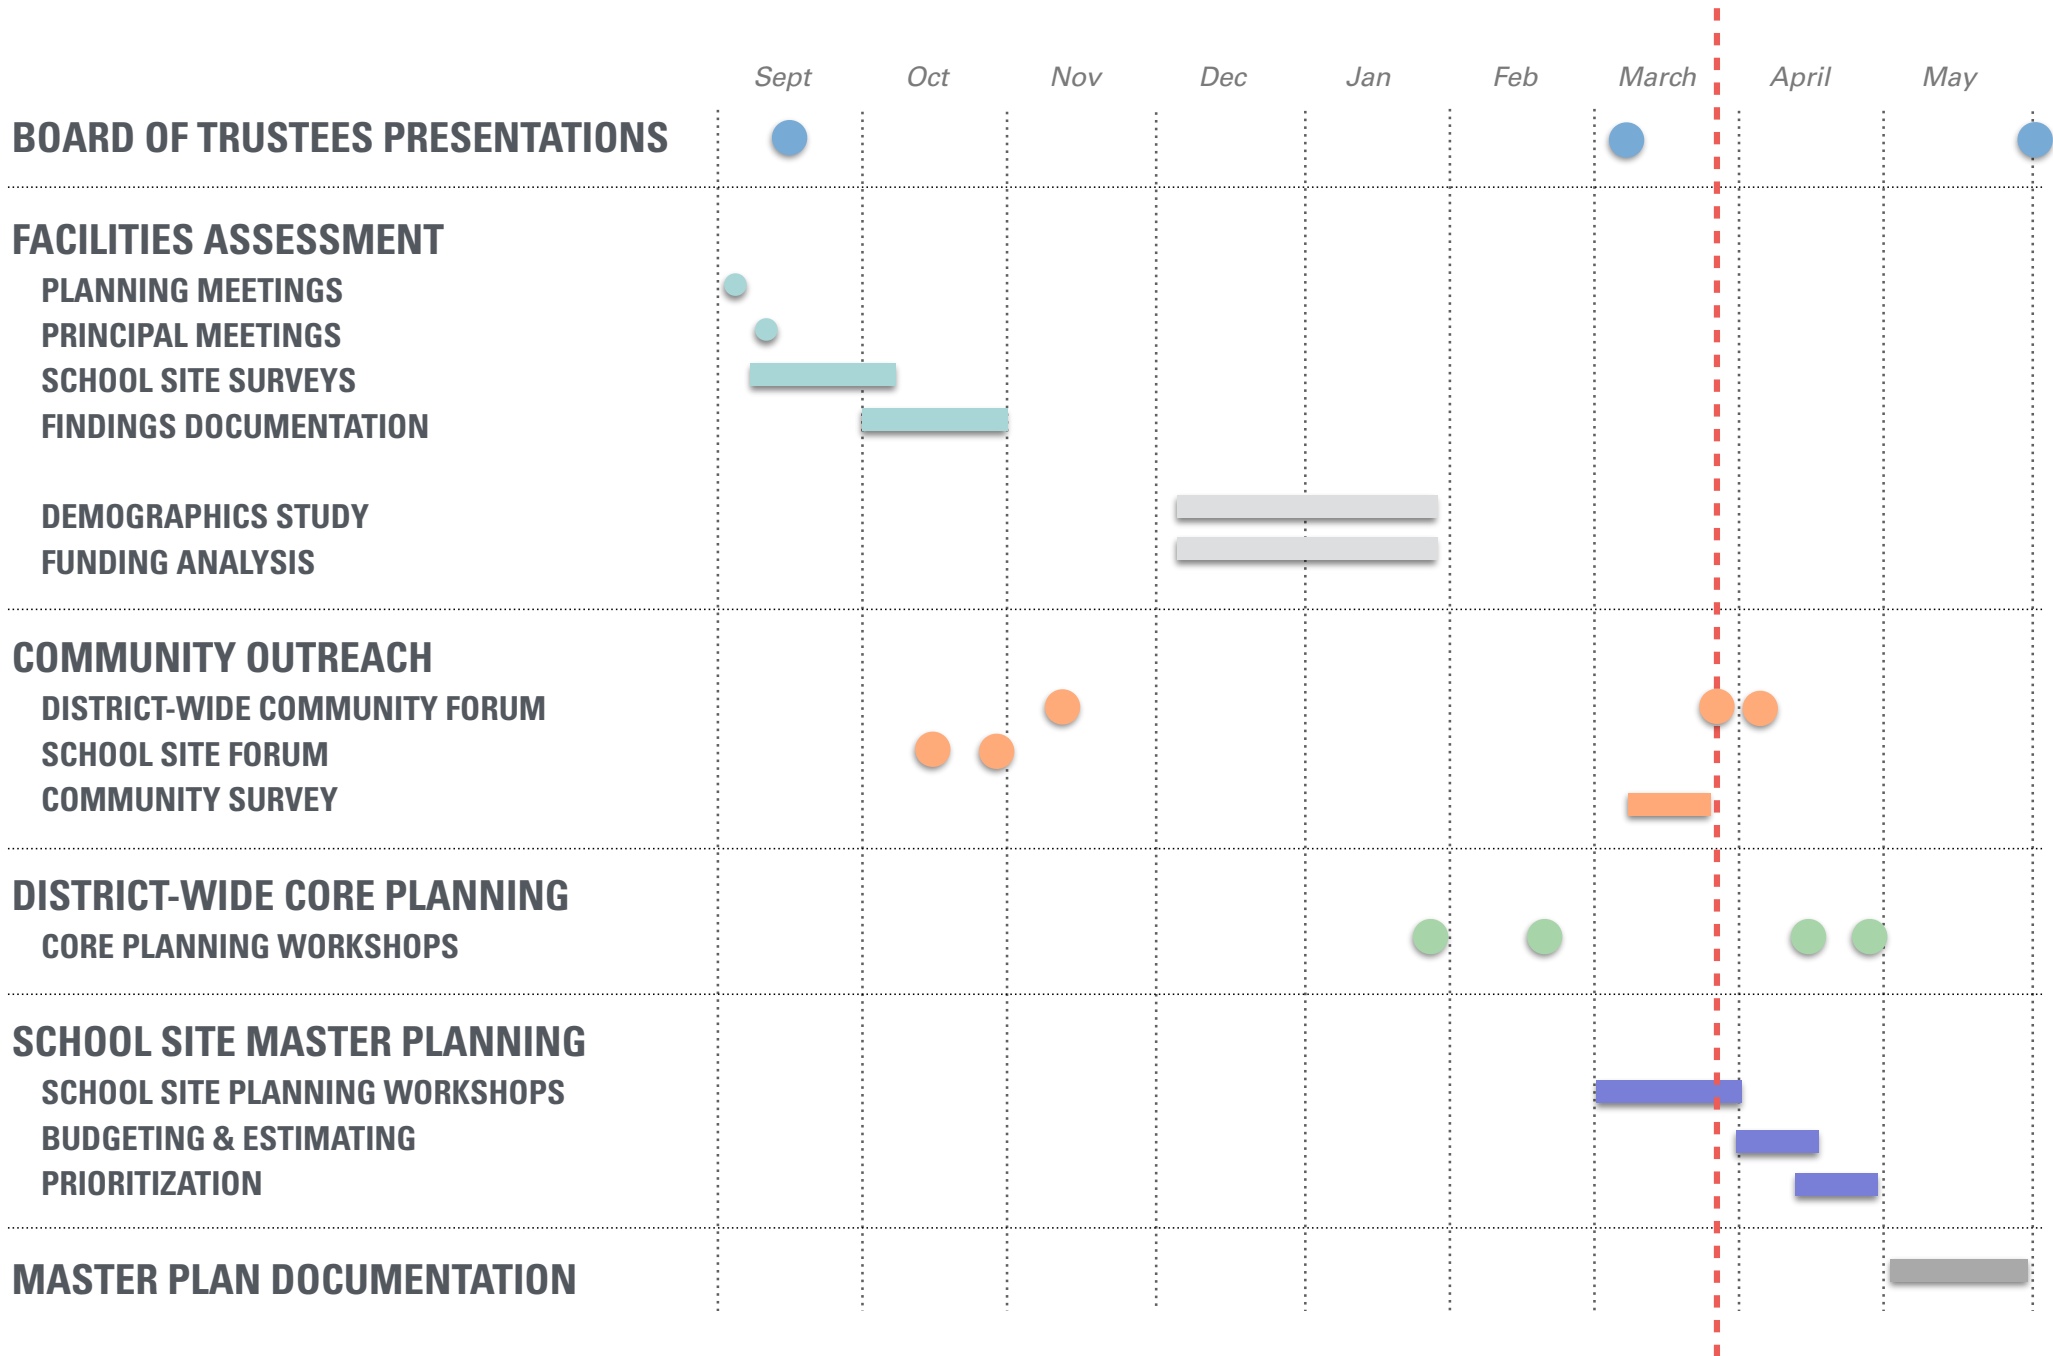 Sept Oct Nov Dec Jan Feb March April May
BOARD OF TRUSTEES PRESENTATIONS
FACILITIES ASSESSMENT
PLANNING MEETINGS
PRINCIPAL MEETINGS
SCHOOL SITE SURVEYS
FINDINGS DOCUMENTATION
DEMOGRAPHICS STUDY
FUNDING ANALYSIS
COMMUNITY OUTREACH
DISTRICT-WIDE COMMUNITY FORUM
SCHOOL SITE FORUM
COMMUNITY SURVEY
DISTRICT-WIDE CORE PLANNING
CORE PLANNING WORKSHOPS
SCHOOL SITE MASTER PLANNING
SCHOOL SITE PLANNING WORKSHOPS
BUDGETING & ESTIMATING
PRIORITIZATION
MASTER PLAN DOCUMENTATION